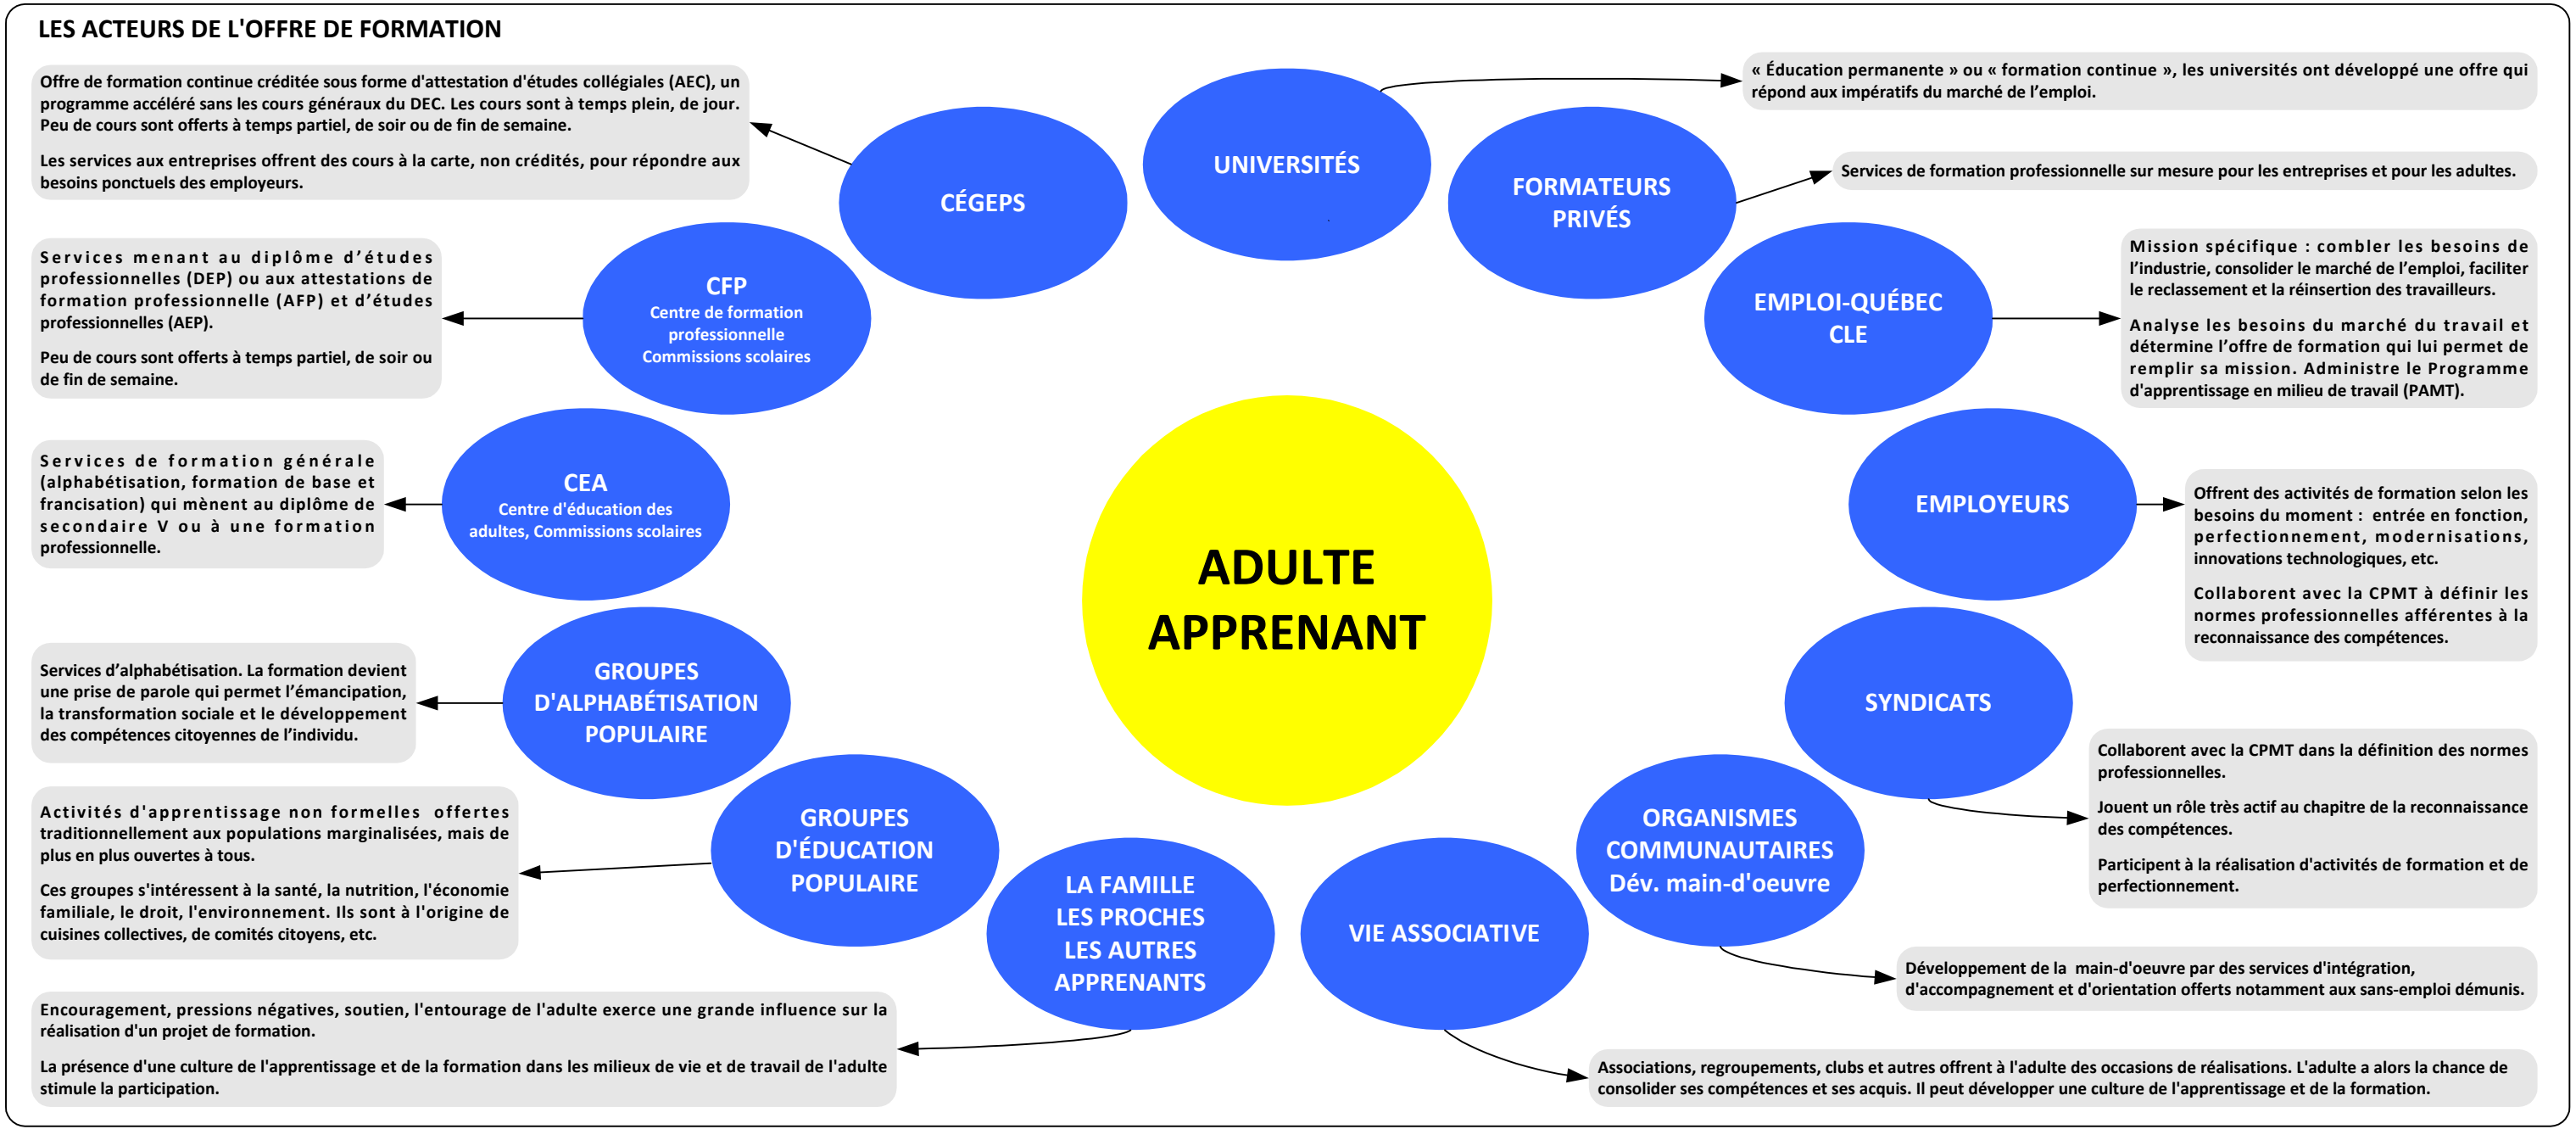 LES ACTEURS DE L'OFFRE DE FORMATION
Offre de formation continue créditée sous forme d'attestation d'études collégiales (AEC), un
programme accéléré sans les cours généraux du DEC. Les cours sont à temps plein, de jour.
Peu de cours sont offerts à temps partiel, de soir ou de fin de semaine.
Les services aux entreprises offrent des cours à la carte, non crédités, pour répondre aux
besoins ponctuels des employeurs.
CÉGEPS
UNIVERSITÉS
« Éducation permanente » ou « formation continue », les universités ont développé une offre qui
répond aux impératifs du marché de l'emploi.
FORMATEURS
PRIVÉS
Services de formation professionnelle sur mesure pour les entreprises et pour les adultes.
Services menant au diplôme d'études
professionnelles (DEP) ou aux attestations de
formation professionnelle (AFP) et d'études
professionnelles (AEP).
Peu de cours sont offerts à temps partiel, de soir ou
de fin de semaine.
CFP
Centre de formation
professionnelle
Commissions scolaires
EMPLOI-QUÉBEC
CLE
Mission spécifique : combler les besoins de
l'industrie, consolider le marché de l'emploi, faciliter
le reclassement et la réinsertion des travailleurs.
Analyse les besoins du marché du travail et
détermine l'offre de formation qui lui permet de
remplir sa mission. Administre le Programme
d'apprentissage en milieu de travail (PAMT).
Services de formation générale
(alphabétisation, formation de base et
francisation) qui mènent au diplôme de
secondaire V ou à une formation
professionnelle.
CEA
Centre d'éducation des
adultes, Commissions scolaires
ADULTE
APPRENANT
EMPLOYEURS
Offrent des activités de formation selon les
besoins du moment : entrée en fonction,
perfectionnement, modernisations,
innovations technologiques, etc.
Collaborent avec la CPMT à définir les
normes professionnelles afférentes à la
reconnaissance des compétences.
Services d'alphabétisation. La formation devient
une prise de parole qui permet l'émancipation,
la transformation sociale et le développement
des compétences citoyennes de l'individu.
GROUPES
D'ALPHABÉTISATION
POPULAIRE
SYNDICATS
Collaborent avec la CPMT dans la définition des normes
professionnelles.
Jouent un rôle très actif au chapitre de la reconnaissance
des compétences.
Participent à la réalisation d'activités de formation et de
perfectionnement.
Activités d'apprentissage non formelles offertes
traditionnellement aux populations marginalisées, mais de
plus en plus ouvertes à tous.
Ces groupes s'intéressent à la santé, la nutrition, l'économie
familiale, le droit, l'environnement. Ils sont à l'origine de
cuisines collectives, de comités citoyens, etc.
GROUPES
D'ÉDUCATION
POPULAIRE
ORGANISMES
COMMUNAUTAIRES
Dév. main-d'oeuvre
Développement de la main-d'oeuvre par des services d'intégration,
d'accompagnement et d'orientation offerts notamment aux sans-emploi démunis.
LA FAMILLE
LES PROCHES
LES AUTRES
APPRENANTS
VIE ASSOCIATIVE
Encouragement, pressions négatives, soutien, l'entourage de l'adulte exerce une grande influence sur la
réalisation d'un projet de formation.
La présence d'une culture de l'apprentissage et de la formation dans les milieux de vie et de travail de l'adulte
stimule la participation.
Associations, regroupements, clubs et autres offrent à l'adulte des occasions de réalisations. L'adulte a alors la chance de
consolider ses compétences et ses acquis. Il peut développer une culture de l'apprentissage et de la formation.